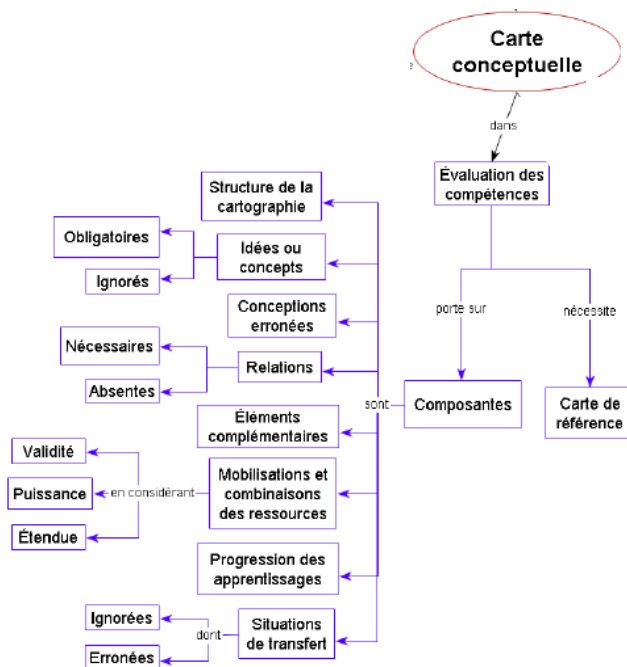 Carte
conceptuelle
e
dans
Évaluation des
compétences
Structure de la
cartographie
Obligatoires
Idées ou
concepts
Ignorés
Conceptions
erronées
porte sur
nécessite
Nécessaires
Relations
Absentes
sont
Composantes
Carte de
référence
Éléments
complémentaires
Validité
Puissance
en considérant
Mobilisations et
combinaisons
des ressources
Étendue
Progression des
apprentissages
Ignorées
dont
Situations
de transfert
Erronées